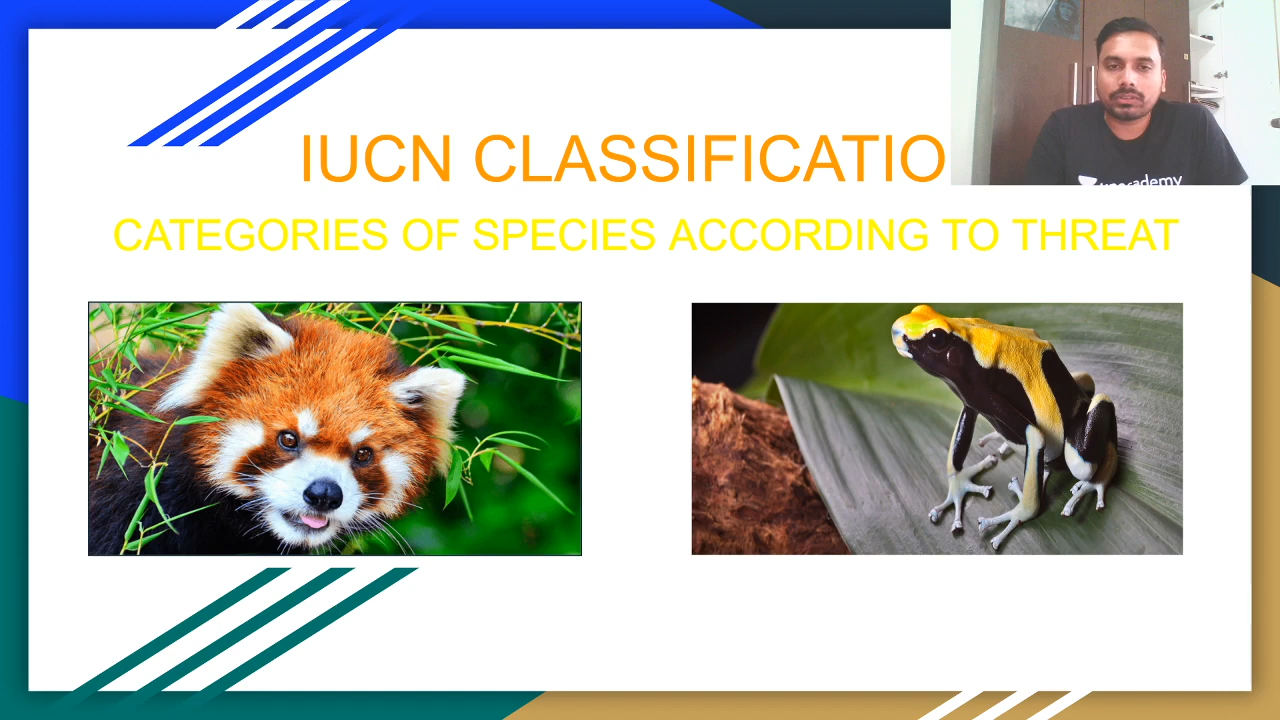 IUCN CLASSIFICATIO
CATEGORIES OF SPECIES ACCORDING TO THREAT